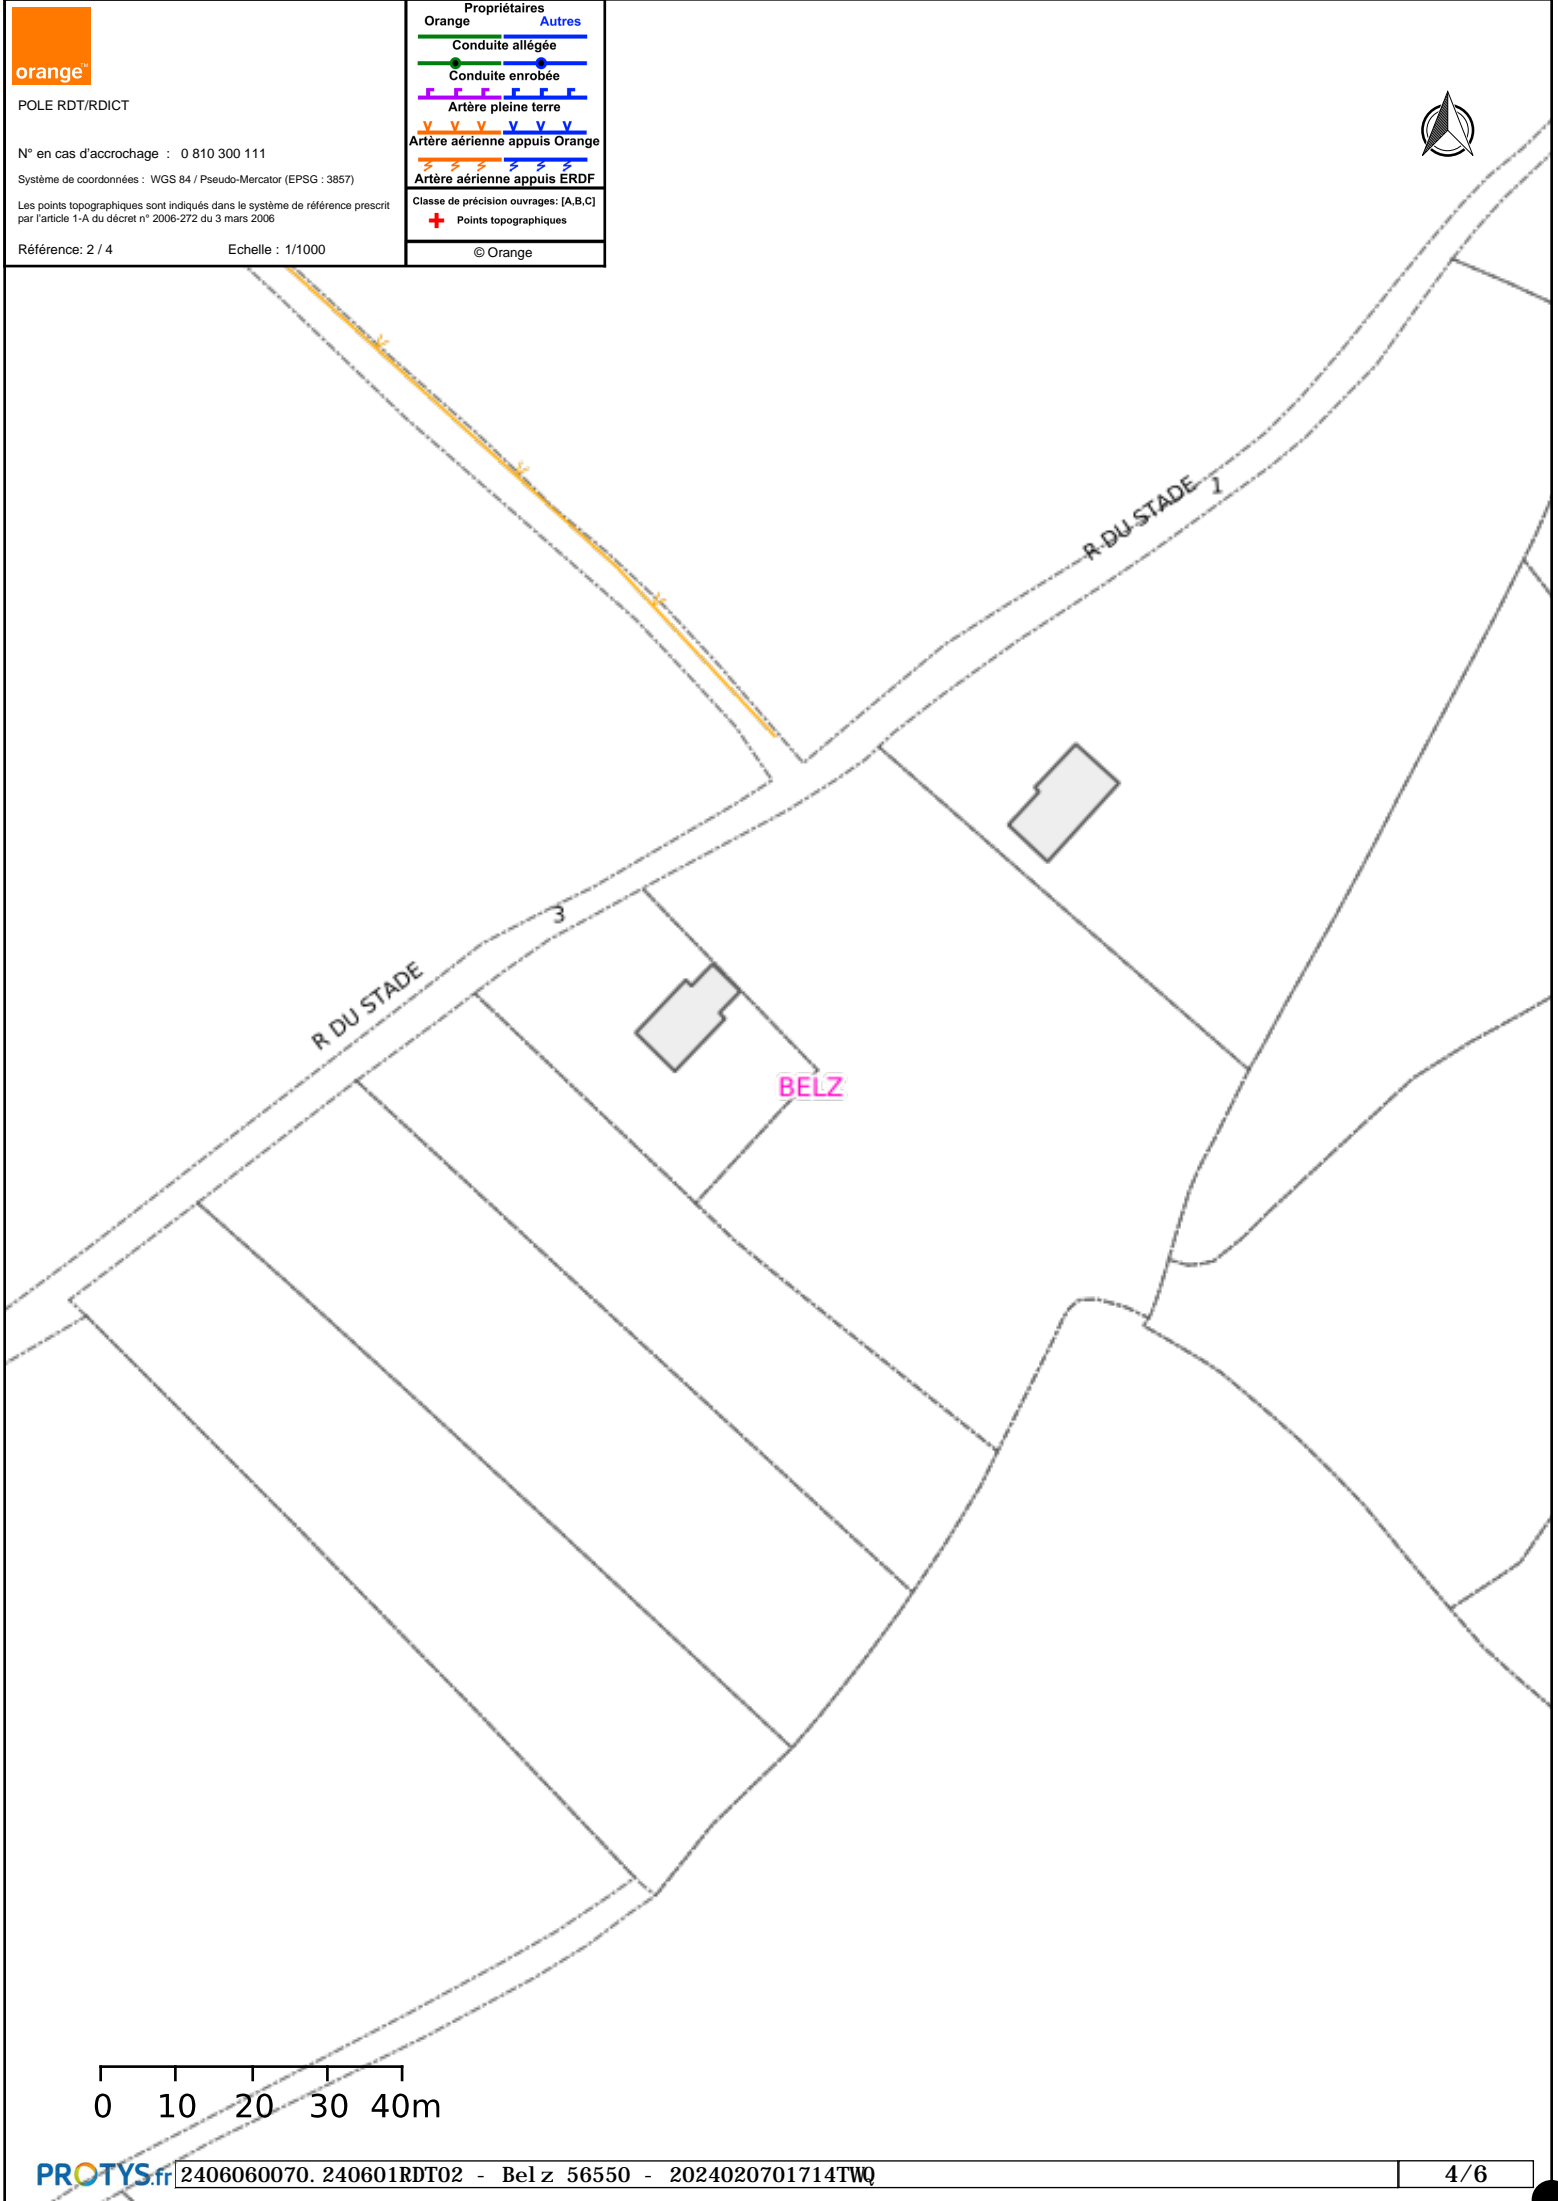 orange™
POLE RDT/RDICT
N° en cas d'accrochage : 0 810 300 111
Système de coordonnées : WGS 84 / Pseudo-Mercator (EPSG : 3857)
Les points topographiques sont indiqués dans le système de référence prescrit
par l'article 1-A du décret n° 2006-272 du 3 mars 2006
Référence: 2 / 4 Echelle : 1/1000
Propriétaires
Orange Autres
Conduite allégée
Conduite enrobée
Artère pleine terre
Artère aérienne appuis Orange
Artère aérienne appuis ERDF
Classe de précision ouvrages: [A,B,C]
Points topographiques
© Orange
R DU STADE 1
3
R DU STADE
BELZ
0 10 20 30 40m
PROTYS.fr 2406060070.240601RDT02 - Belz 56550 - 2024020701714TWQ 4/6